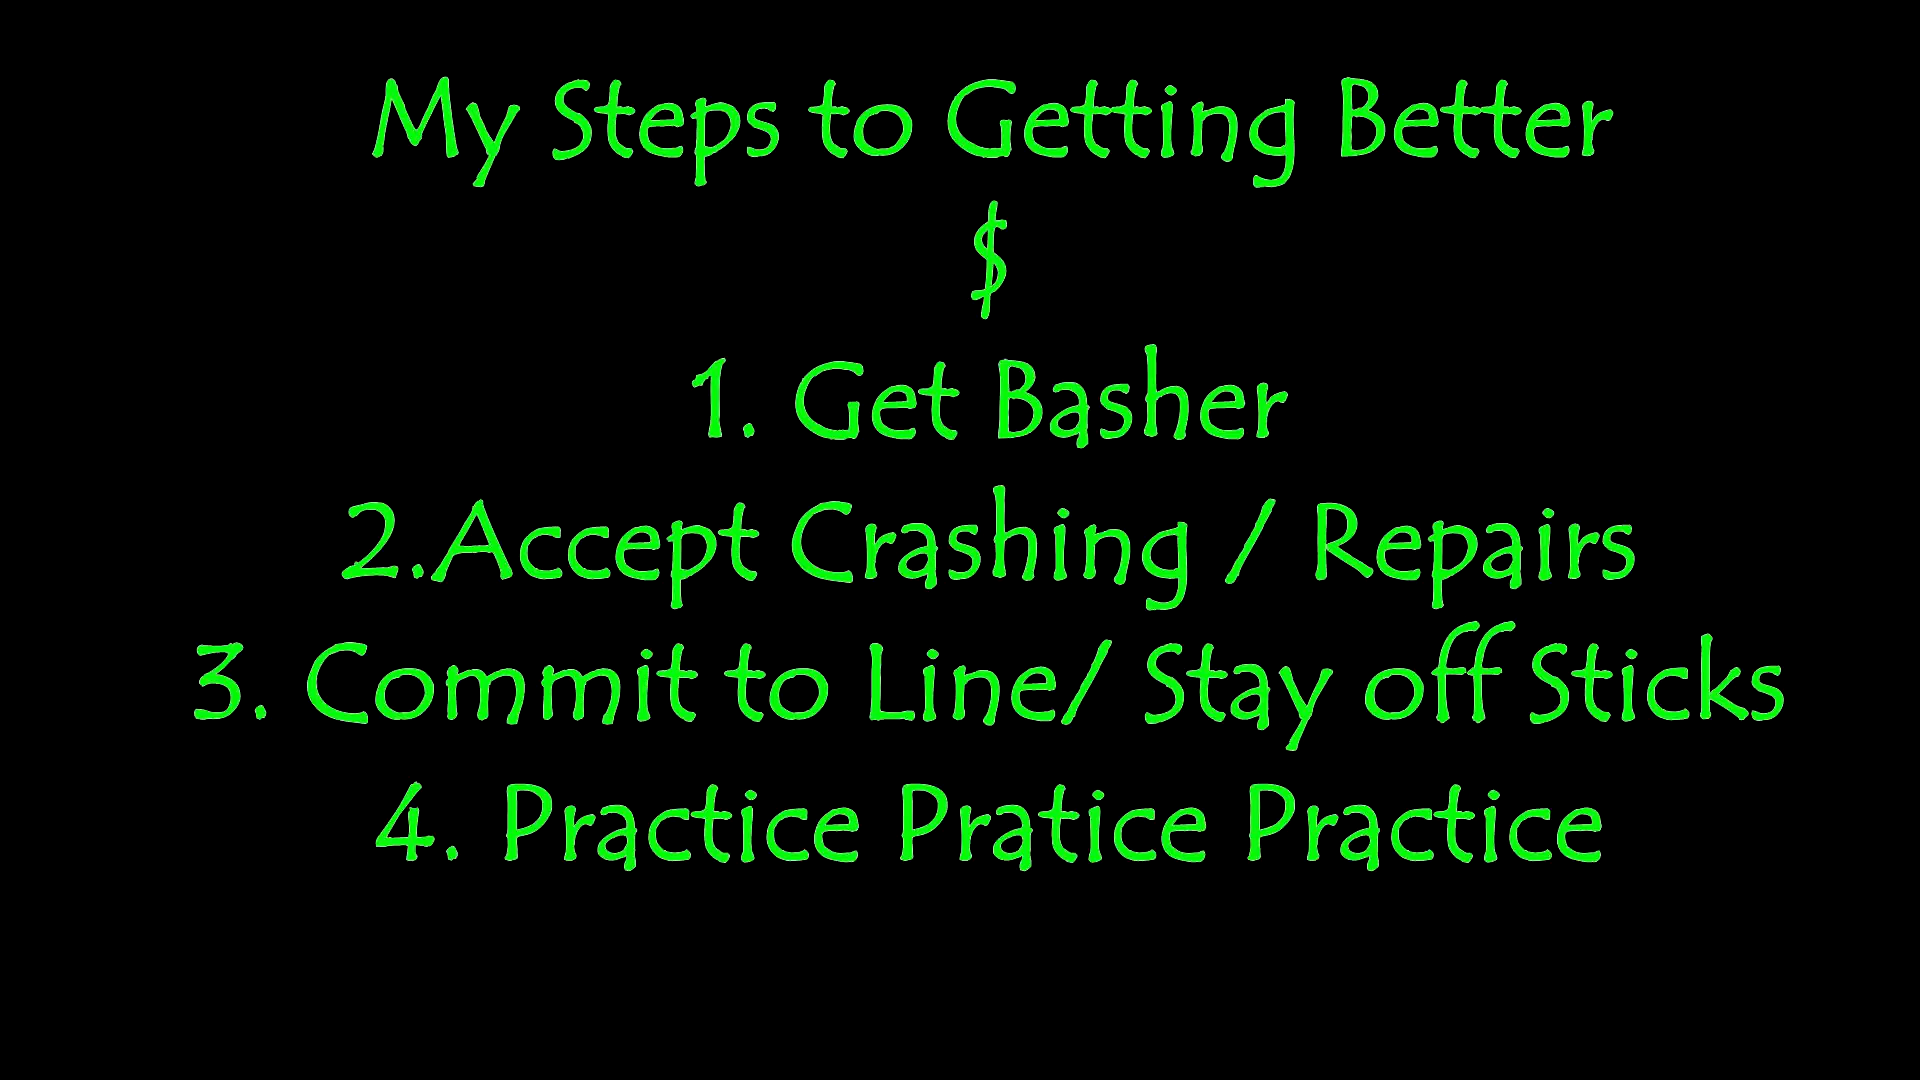 My Steps to Getting Better
$
1. Get Basher
2.Accept Crashing / Repairs
3. Commit to Line/ Stay off Sticks
4. Practice Pratice Practice